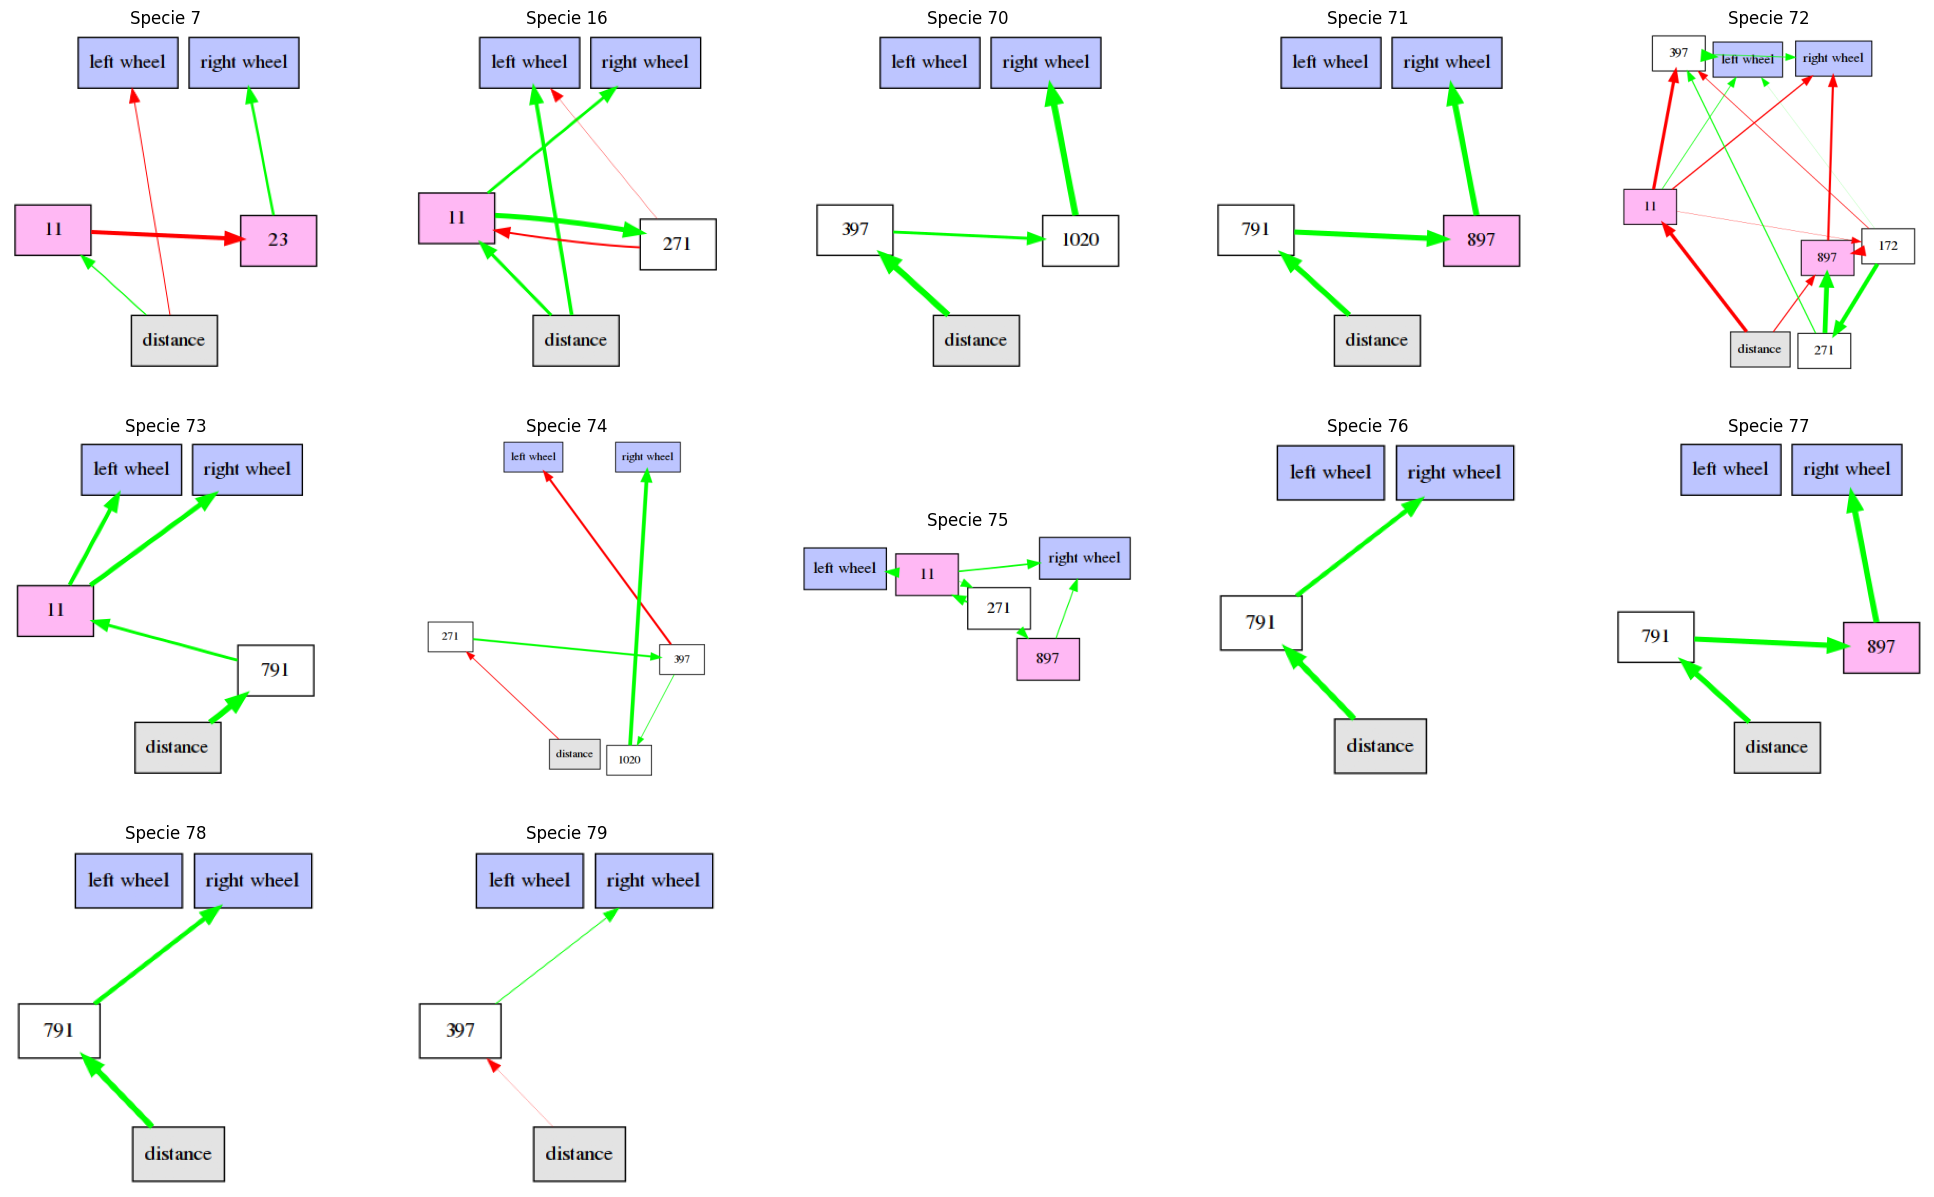 Specie 7
left wheel
right wheel
11
23
distance
Specie 16
left wheel
right wheel
11
271
distance
Specie 70
left wheel
right wheel
397
1020
distance
Specie 71
left wheel
right wheel
791
897
distance
Specie 72
397
left wheel
right wheel
11
172
897
distance
271
Specie 73
left wheel
right wheel
11
791
distance
Specie 74
left wheel
right wheel
271
397
distance
1020
Specie 75
left wheel
11
right wheel
271
897
Specie 76
left wheel
right wheel
791
distance
Specie 77
left wheel
right wheel
791
897
distance
Specie 78
left wheel
right wheel
791
distance
Specie 79
left wheel
right wheel
397
distance